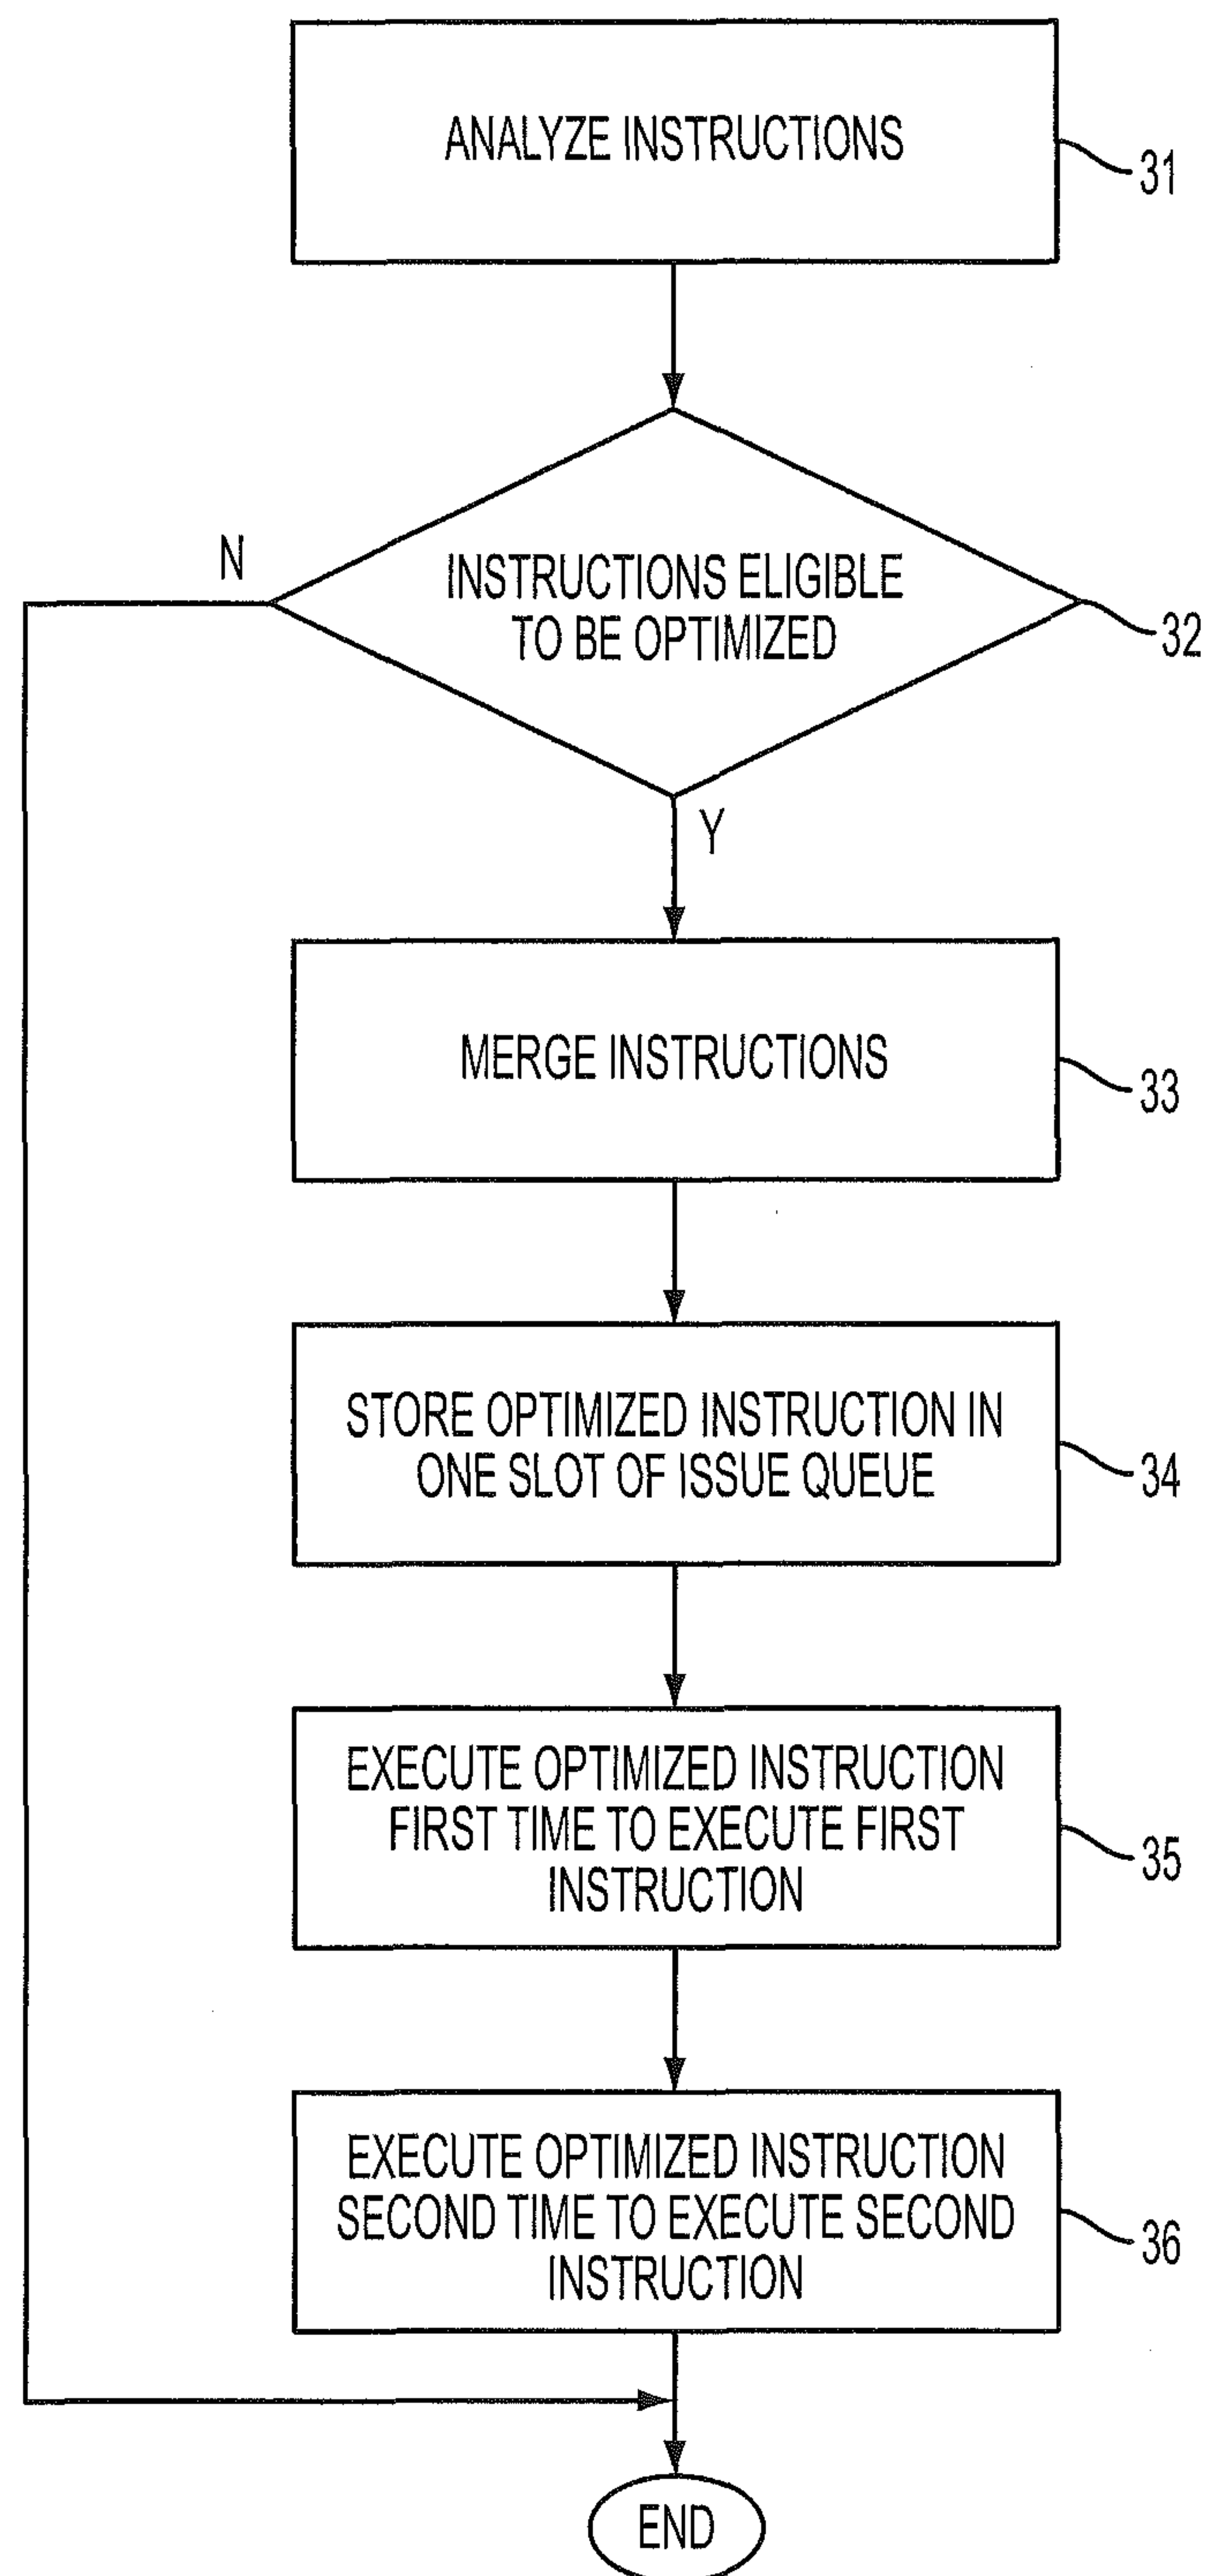 ANALYZE INSTRUCTIONS
31
N
INSTRUCTIONS ELIGIBLE
TO BE OPTIMIZED
32
Y
MERGE INSTRUCTIONS
33
STORE OPTIMIZED INSTRUCTION IN
ONE SLOT OF ISSUE QUEUE
34
EXECUTE OPTIMIZED INSTRUCTION
FIRST TIME TO EXECUTE FIRST
INSTRUCTION
35
EXECUTE OPTIMIZED INSTRUCTION
SECOND TIME TO EXECUTE SECOND
INSTRUCTION
36
END